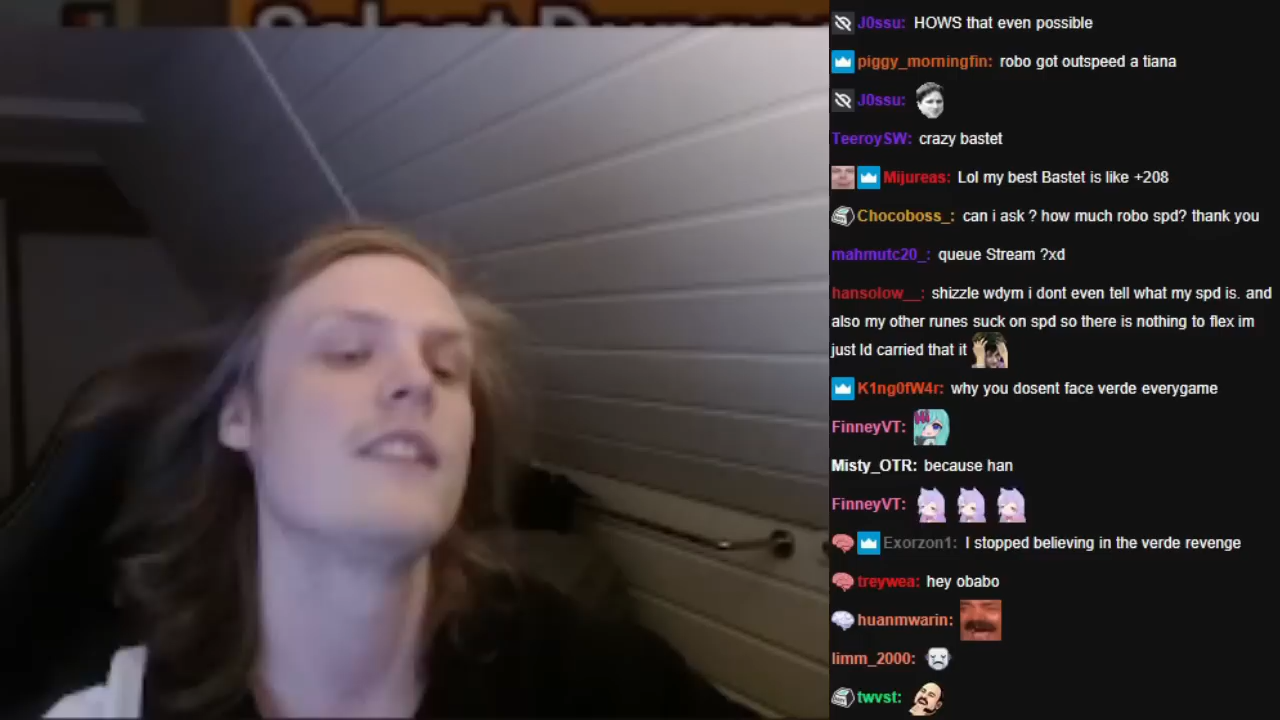 Select Dungeon
J0ssu: HOWS that even possible
piggy_morningfin: robo got outspeed a tiana
J0ssu:
TeeroySW: crazy bastet
Mijureas: Lol my best Bastet is like +208
Chocoboss_: can i ask ? how much robo spd? thank you
mahmutc20_: queue Stream ?xd
hansolow__: shizzle wdym i dont even tell what my spd is. and
also my other runes suck on spd so there is nothing to flex im
just ld carried that it
K1ng0fW4r: why you dosent face verde everygame
FinneyVT:
Misty_OTR: because han
FinneyVT:
Exorzon1: I stopped believing in the verde revenge
treywea: hey obabo
huanmwarin:
limm_2000:
twvst: